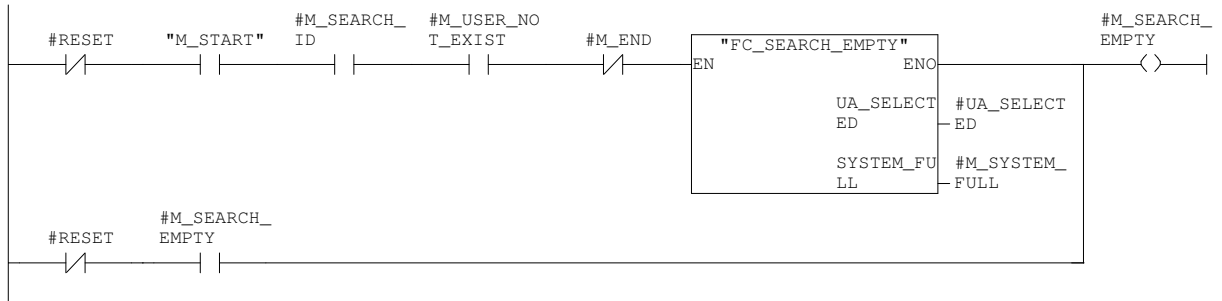 #M_SEARCH_ #M_USER_NO #M_SEARCH_
#RESET "M_START" ID T_EXIST #M_END "FC_SEARCH_EMPTY" EMPTY
EN ENO
UA_SELECT #UA_SELECT
ED ED
SYSTEM_FU #M_SYSTEM_
LL FULL
#M_SEARCH_
#RESET EMPTY